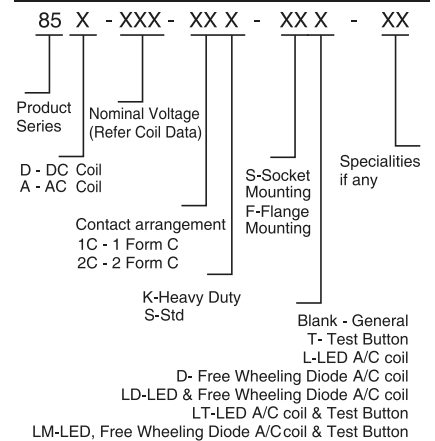 85 X - XXX - XX X - XX X - XX
Product
Series
Nominal Voltage
(Refer Coil Data)
D - DC Coil
A - AC Coil
S-Socket
Mounting
F-Flange
Mounting
Specialities
if any
Contact arrangement
1C - 1 Form C
2C - 2 Form C
K-Heavy Duty
S-Std
Blank - General
T- Test Button
L-LED A/C coil
D- Free Wheeling Diode A/C coil
LD-LED & Free Wheeling Diode A/C coil
LT-LED A/C coil & Test Button
LM-LED, Free Wheeling Diode A/C coil & Test Button